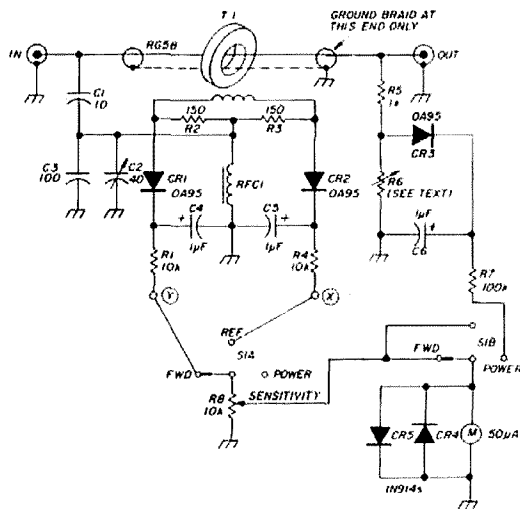 T1
GROUND BRAID AT
THIS END ONLY
IN
RG58
OUT
C1
10
R5
1k
150
R2
150
R3
OA95
CR3
C3
100
C2
40
CR1
OA95
RFC1
CR2
OA95
R6
(SEE TEXT)
C4
1µF
C5
1µF
1µF
C6
R1
10k
R4
10k
R7
100k
Y
X
REF
S1A
S1B
FWD
POWER
FWD
POWER
SENSITIVITY
R8
10k
CR5
CR4
M
50µA
1N914s